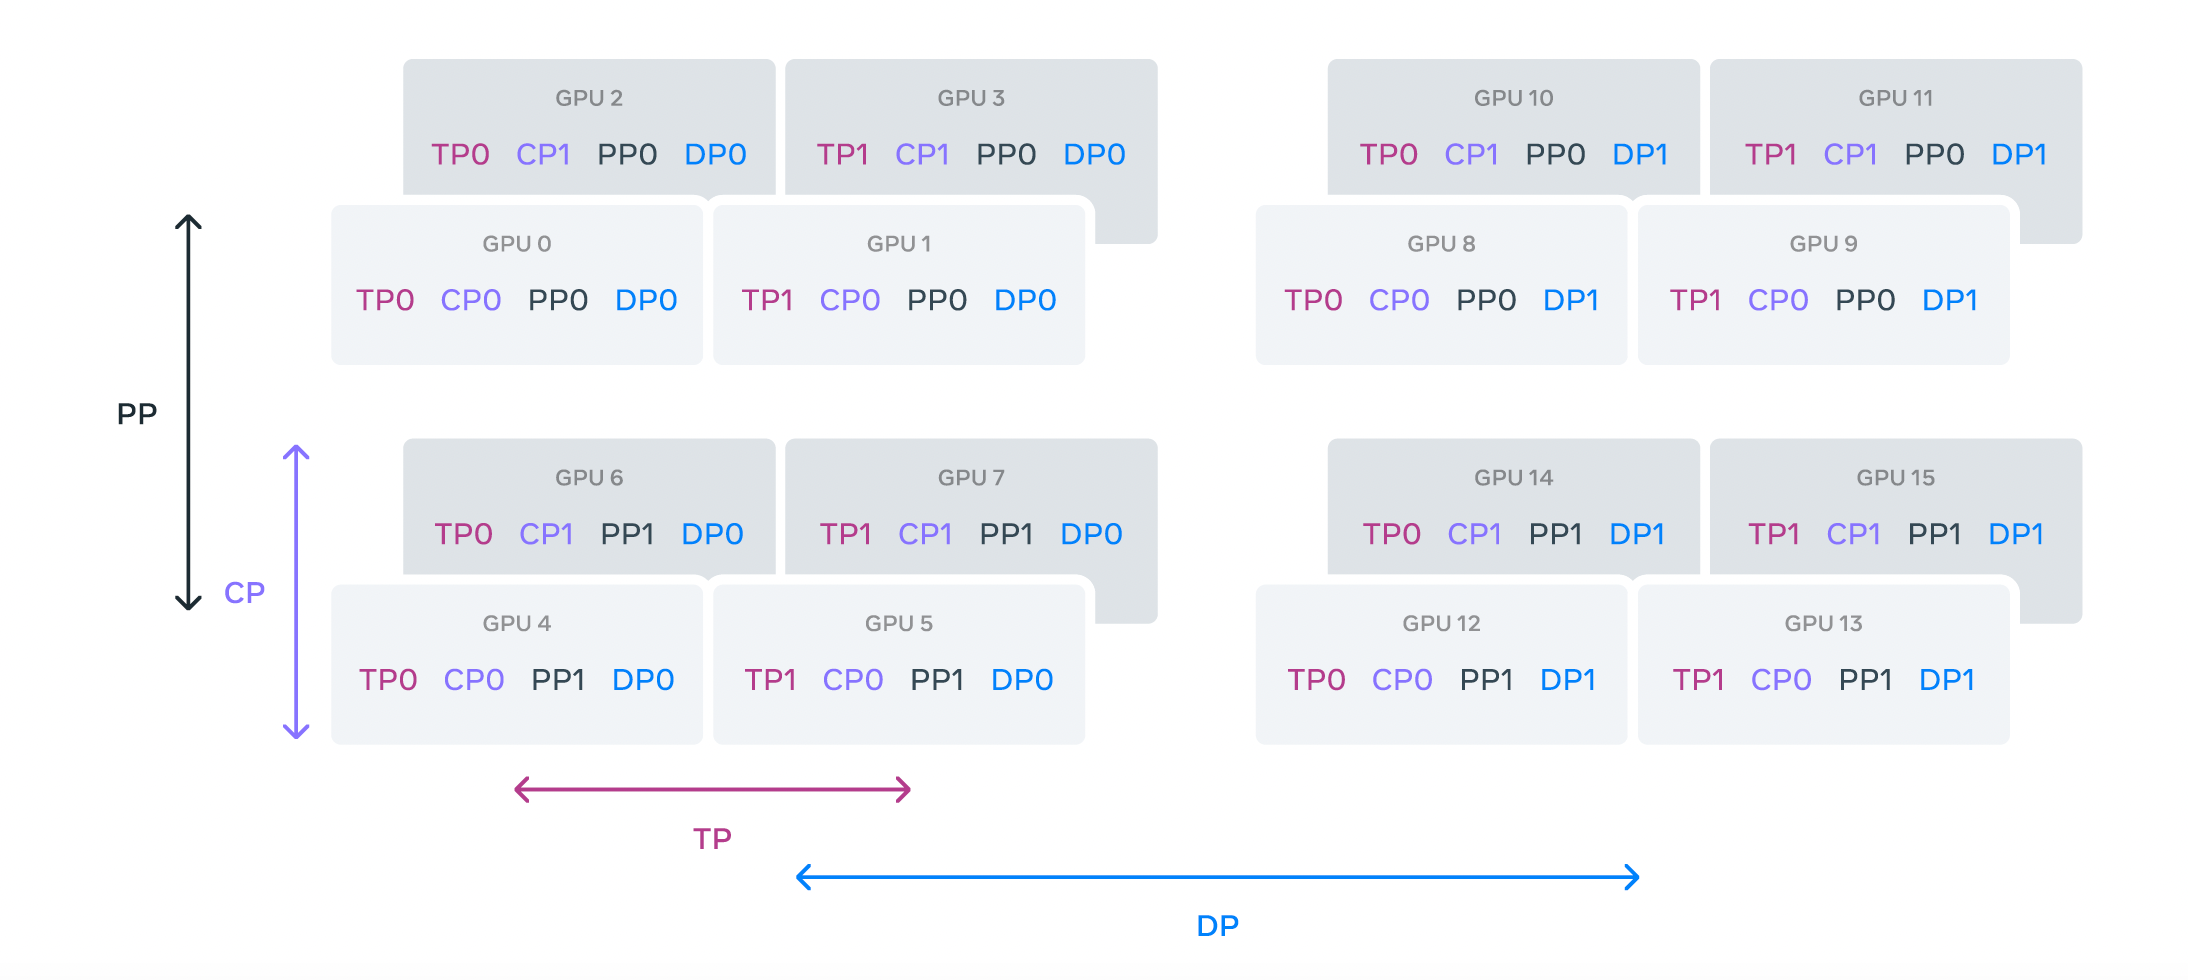 GPU 2 GPU 3 GPU 10 GPU 11
TP0 CP1 PP0 DP0 TP1 CP1 PP0 DP0 TP0 CP1 PP0 DP1 TP1 CP1 PP0 DP1
GPU 0 GPU 1 GPU 8 GPU 9
TP0 CP0 PP0 DP0 TP1 CP0 PP0 DP0 TP0 CP0 PP0 DP1 TP1 CP0 PP0 DP1
PP
GPU 6 GPU 7 GPU 14 GPU 15
TP0 CP1 PP1 DP0 TP1 CP1 PP1 DP0 TP0 CP1 PP1 DP1 TP1 CP1 PP1 DP1
CP
GPU 4 GPU 5 GPU 12 GPU 13
TP0 CP0 PP1 DP0 TP1 CP0 PP1 DP0 TP0 CP0 PP1 DP1 TP1 CP0 PP1 DP1
TP
DP